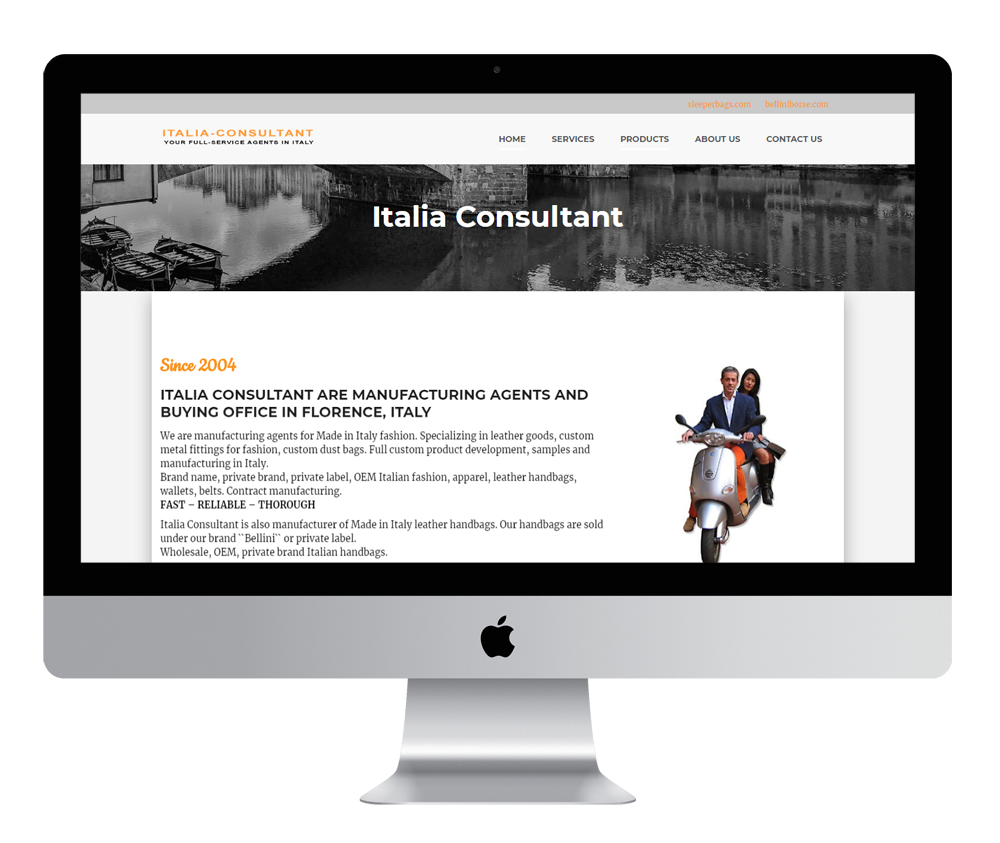 sleeperbags.com belliniborse.com
ITALIA-CONSULTANT
YOUR FULL-SERVICE AGENTS IN ITALY
HOME SERVICES PRODUCTS ABOUT US CONTACT US
Italia Consultant
Since 2004
ITALIA CONSULTANT ARE MANUFACTURING AGENTS AND
BUYING OFFICE IN FLORENCE, ITALY
We are manufacturing agents for Made in Italy fashion. Specializing in leather goods, custom
metal fittings for fashion, custom dust bags. Full custom product development, samples and
manufacturing in Italy.
Brand name, private brand, private label, OEM Italian fashion, apparel, leather handbags,
wallets, belts. Contract manufacturing.
FAST – RELIABLE – THOROUGH
Italia Consultant is also manufacturer of Made in Italy leather handbags. Our handbags are sold
under our brand ``Bellini`` or private label.
Wholesale, OEM, private brand Italian handbags.